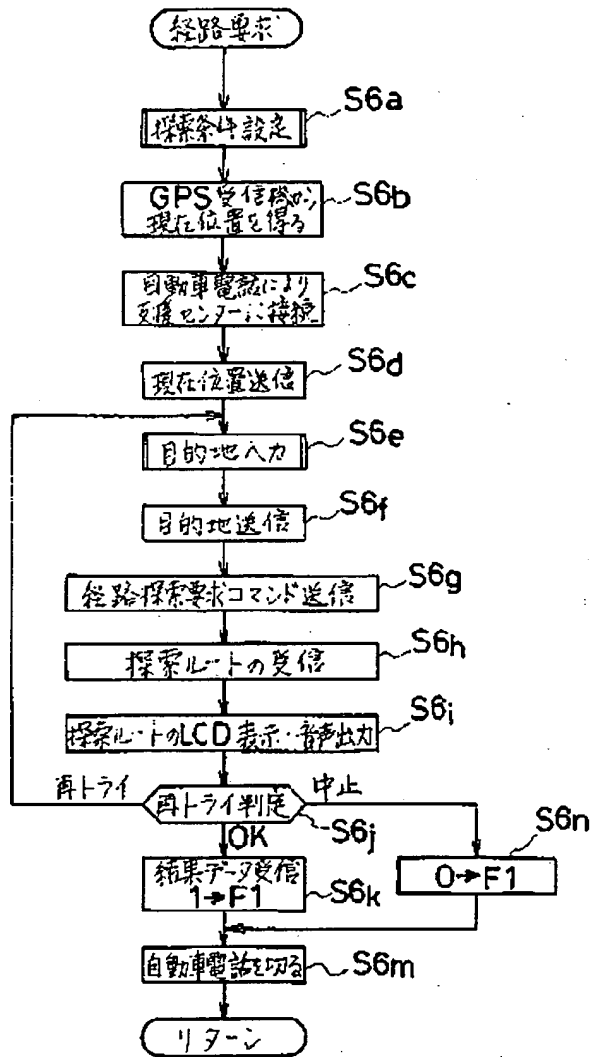 経路要求
探索条件設定
S6a
GPS受信機から
現在位置を得る
S6b
自動車電話により
支援センターに接続
S6c
現在位置送信
S6d
目的地入力
S6e
目的地送信
S6f
経路探索要求コマンド送信
S6g
探索ルートの受信
S6h
探索ルートのLCD表示・音声出力
S6i
再トライ
再トライ判定
中止
S6j
OK
S6n
結果データ受信
1→F1
S6k
0→F1
自動車電話を切る
S6m
リターン